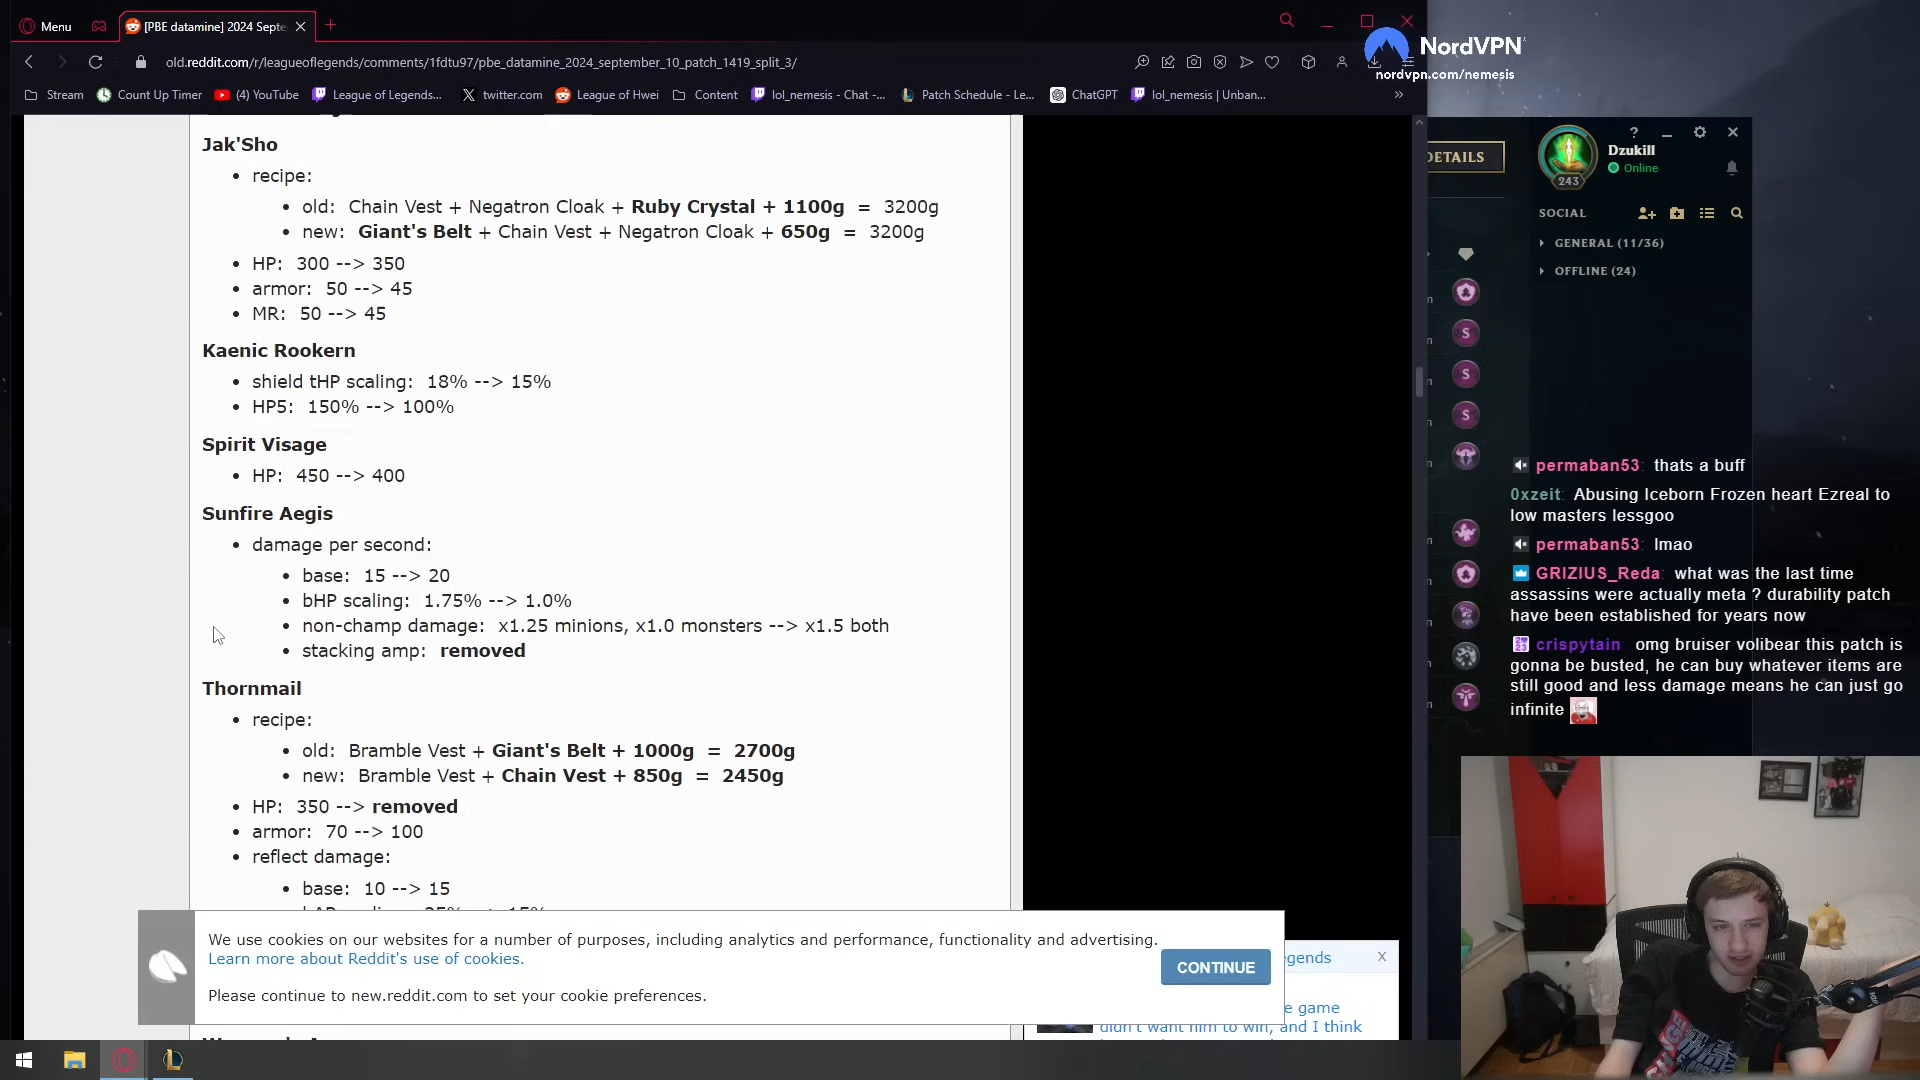 Menu
[PBE datamine] 2024 Septe
old.reddit.com/r/leagueoflegends/comments/1fdtu97/pbe_datamine_2024_september_10_patch_1419_split_3/
Stream
Count Up Timer
(4) YouTube
League of Legends...
twitter.com
League of Hwei
Content
lol_nemesis - Chat -...
Patch Schedule - Le...
ChatGPT
lol_nemesis | Unban...
NordVPN
nordvpn.com/nemesis
Jak'Sho
recipe:
old: Chain Vest + Negatron Cloak + Ruby Crystal + 1100g = 3200g
new: Giant's Belt + Chain Vest + Negatron Cloak + 650g = 3200g
HP: 300 --> 350
armor: 50 --> 45
MR: 50 --> 45
Kaenic Rookern
shield tHP scaling: 18% --> 15%
HP5: 150% --> 100%
Spirit Visage
HP: 450 --> 400
Sunfire Aegis
damage per second:
base: 15 --> 20
bHP scaling: 1.75% --> 1.0%
non-champ damage: x1.25 minions, x1.0 monsters --> x1.5 both
stacking amp: removed
Thornmail
recipe:
old: Bramble Vest + Giant's Belt + 1000g = 2700g
new: Bramble Vest + Chain Vest + 850g = 2450g
HP: 350 --> removed
armor: 70 --> 100
reflect damage:
base: 10 --> 15
We use cookies on our websites for a number of purposes, including analytics and performance, functionality and advertising.
Learn more about Reddit's use of cookies.
Please continue to new.reddit.com to set your cookie preferences.
CONTINUE
egends
e game
didn't want him to win, and I think
DETAILS
Dzukill
Online
243
SOCIAL
GENERAL (11/36)
OFFLINE (24)
permaban53: thats a buff
0xzeit: Abusing Iceborn Frozen heart Ezreal to
low masters lessgoo
permaban53: lmao
GRIZIUS_Reda: what was the last time
assassins were actually meta ? durability patch
have been established for years now
crispytain: omg bruiser volibear this patch is
gonna be busted, he can buy whatever items are
still good and less damage means he can just go
infinite